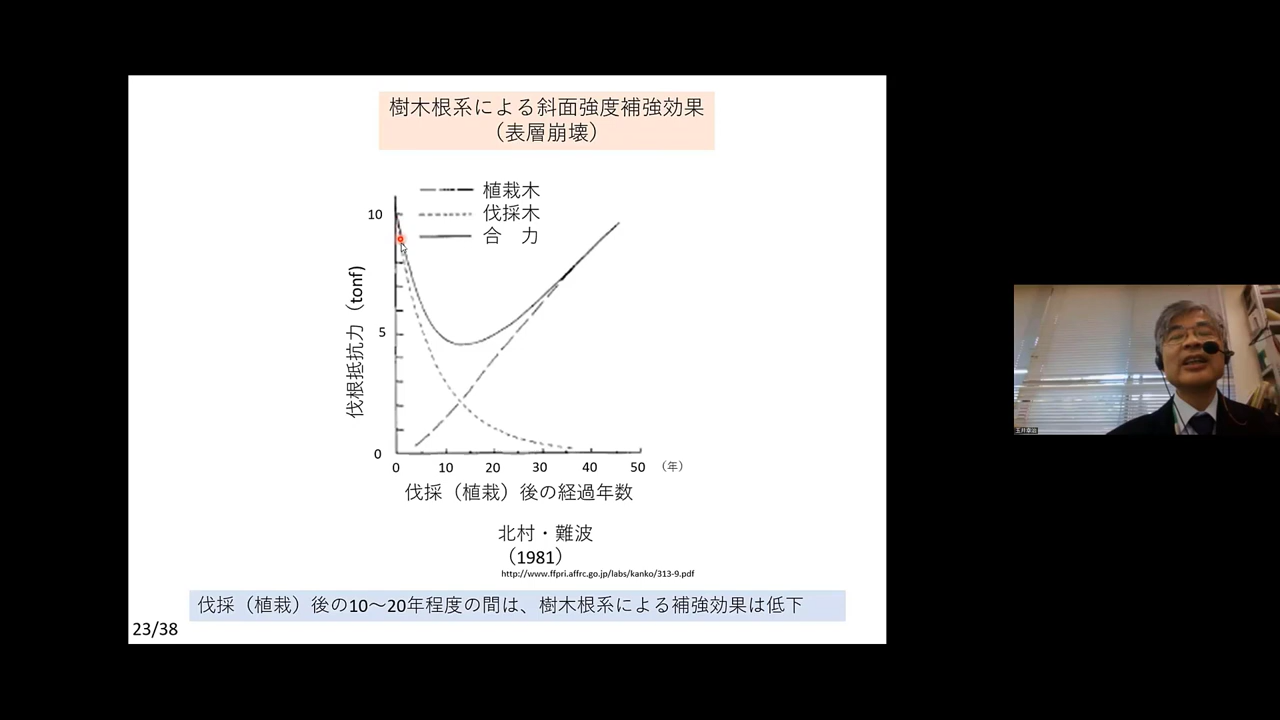 樹木根系による斜面強度補強効果
（表層崩壊）
植栽木
伐採木
合　力
10
5
0
伐根抵抗力（tonf)
0 10 20 30 40 50 （年）
伐採（植栽）後の経過年数
北村・難波
（1981）
http://www.ffpri.affrc.go.jp/labs/kanko/313-9.pdf
伐採（植栽）後の10～20年程度の間は、樹木根系による補強効果は低下
23/38